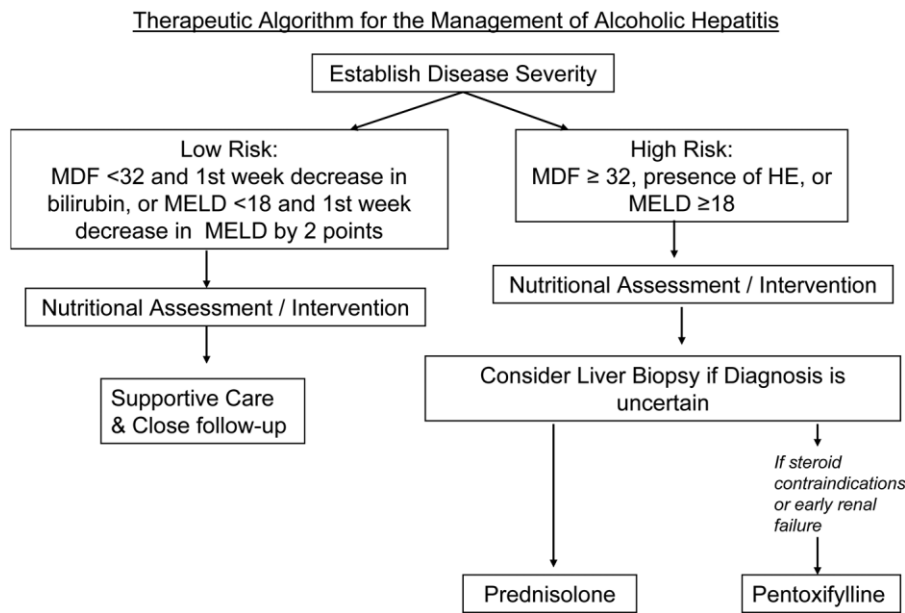 Therapeutic Algorithm for the Management of Alcoholic Hepatitis
Establish Disease Severity
Low Risk:
MDF <32 and 1st week decrease in
bilirubin, or MELD <18 and 1st week
decrease in MELD by 2 points
High Risk:
MDF ≥ 32, presence of HE, or
MELD ≥18
Nutritional Assessment / Intervention
Nutritional Assessment / Intervention
Supportive Care
& Close follow-up
Consider Liver Biopsy if Diagnosis is
uncertain
If steroid
contraindications
or early renal
failure
Prednisolone
Pentoxifylline